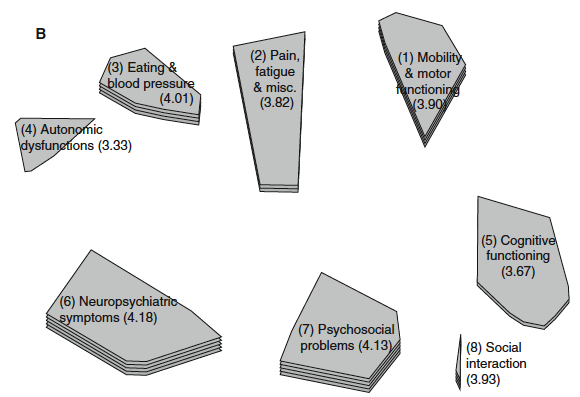 B
(3) Eating &
blood pressure
(4.01)
(2) Pain,
fatigue
& misc.
(3.82)
(1) Mobility
& motor
functioning
(3.90)
(4) Autonomic
dysfunctions (3.33)
(5) Cognitive
functioning
(3.67)
(6) Neuropsychiatric
symptoms (4.18)
(7) Psychosocial
problems (4.13)
(8) Social
interaction
(3.93)